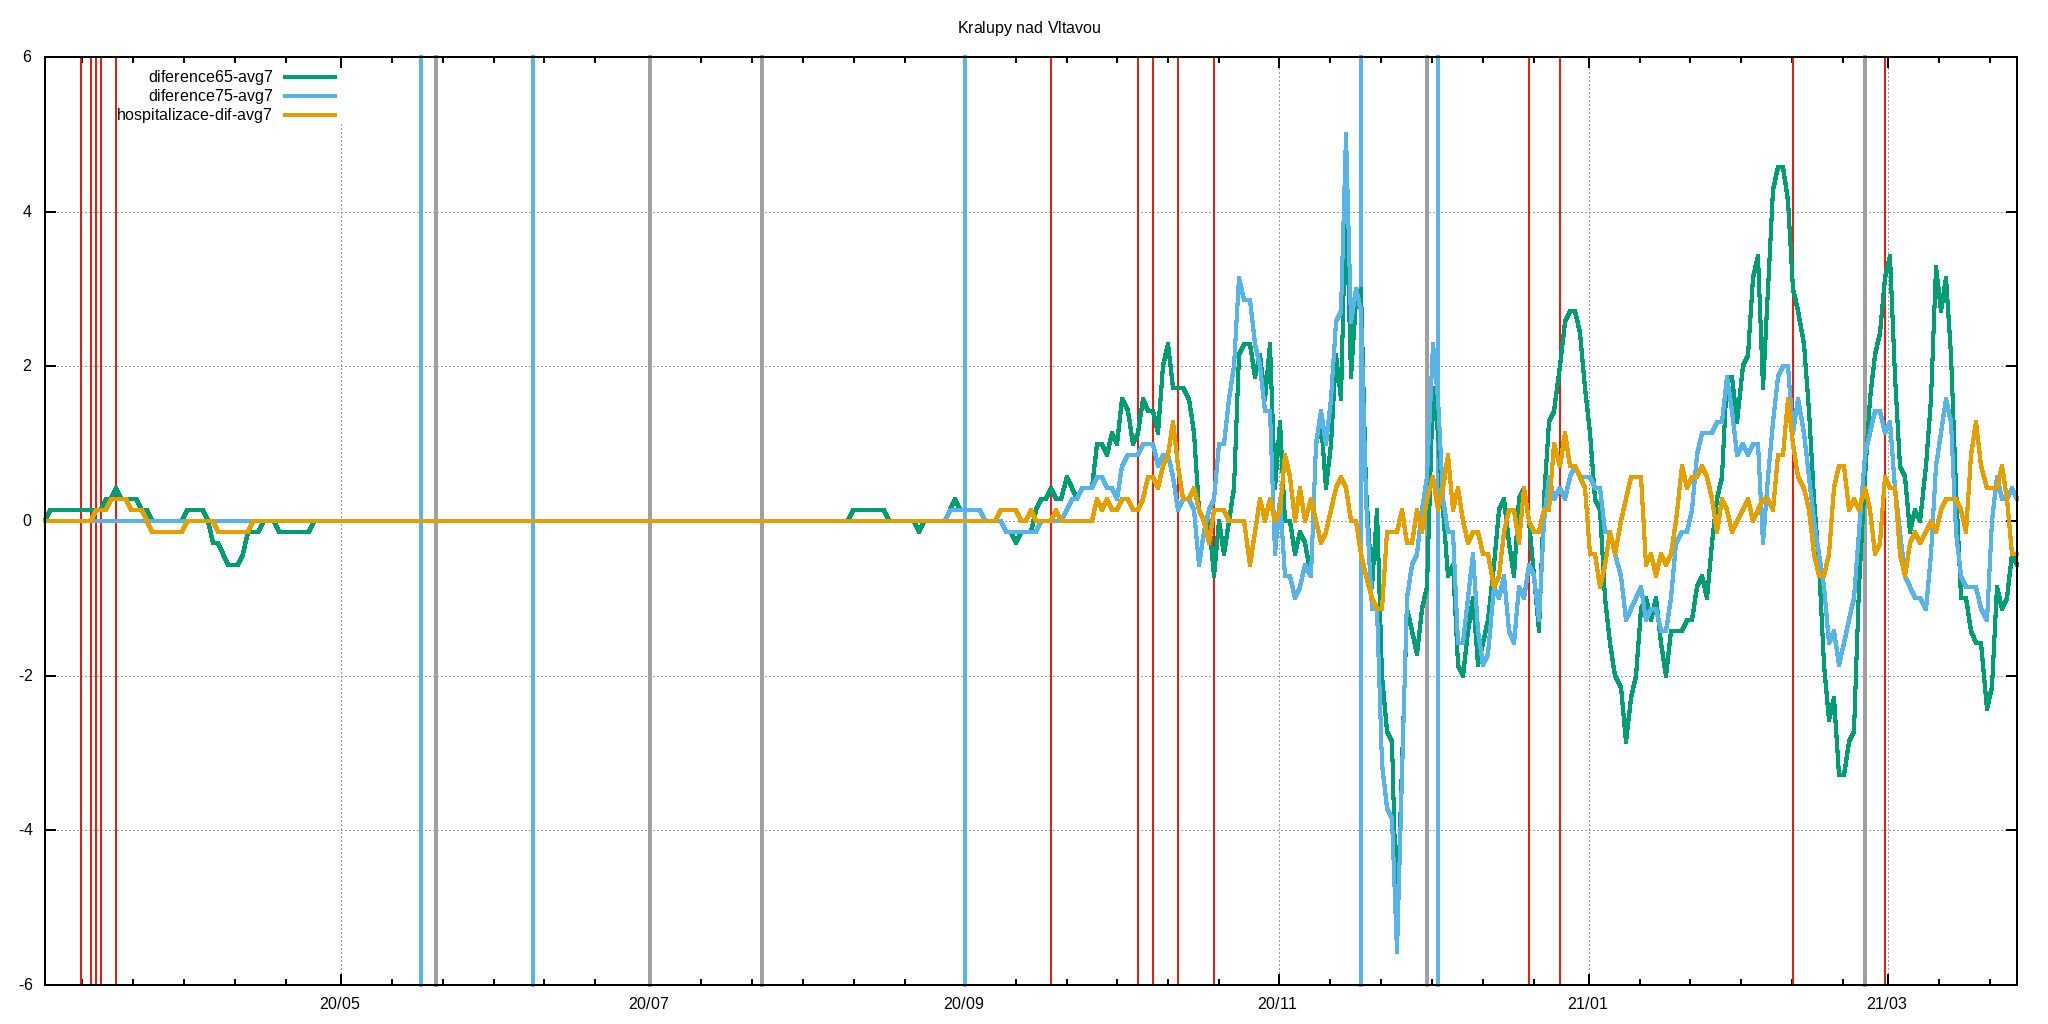 Kralupy nad Vltavou
6
diference65-avg7
diference75-avg7
hospitalizace-dif-avg7
4
2
0
-2
-4
-6
20/05 20/07 20/09 20/11 21/01 21/03